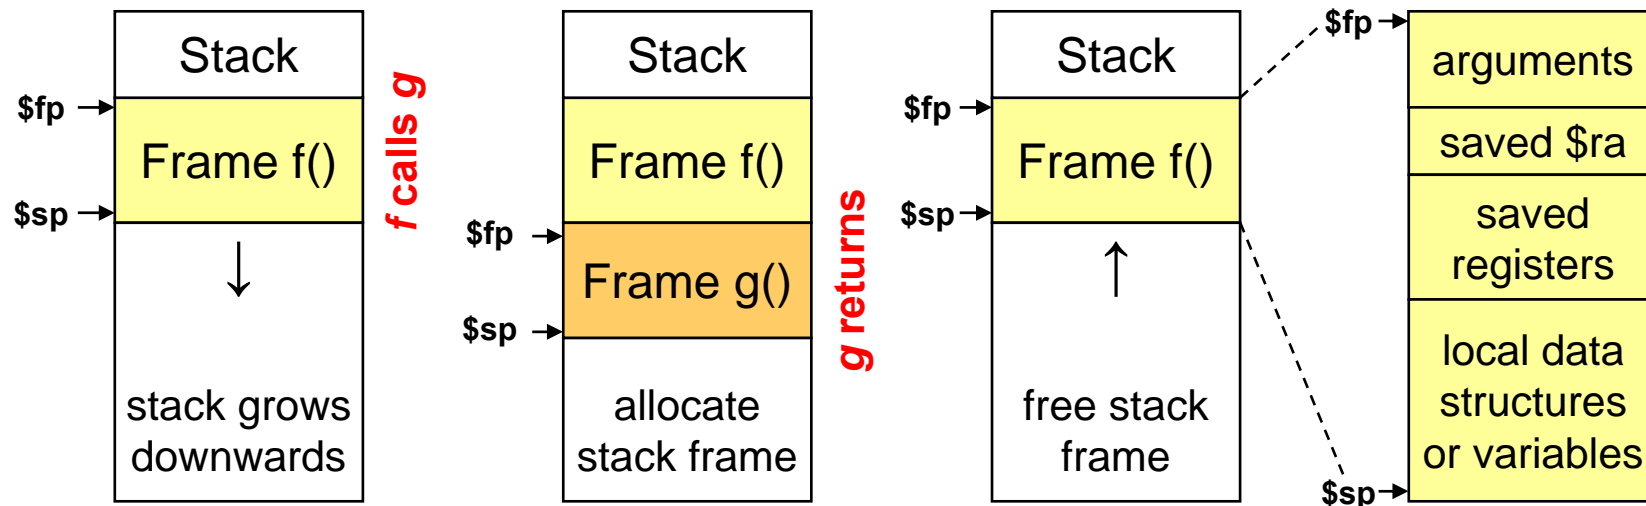 Stack
$fp
Frame f()
$sp
↓
stack grows
downwards
f calls g
Stack
Frame f()
$fp
Frame g()
$sp
allocate
stack frame
g returns
Stack
$fp
Frame f()
$sp
↑
free stack
frame
$fp
arguments
saved $ra
saved
registers
local data
structures
or variables
$sp